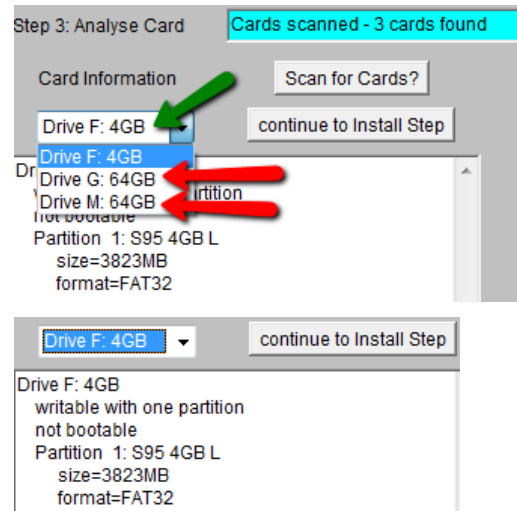 Step 3: Analyse Card
Cards scanned - 3 cards found
Card Information
Scan for Cards?
Drive F: 4GB
continue to Install Step
Drive F: 4GB
Drive G: 64GB
Drive M: 64GB
not bootable
Partition 1: S95 4GB L
size=3823MB
format=FAT32
Drive F: 4GB
continue to Install Step
Drive F: 4GB
writable with one partition
not bootable
Partition 1: S95 4GB L
size=3823MB
format=FAT32